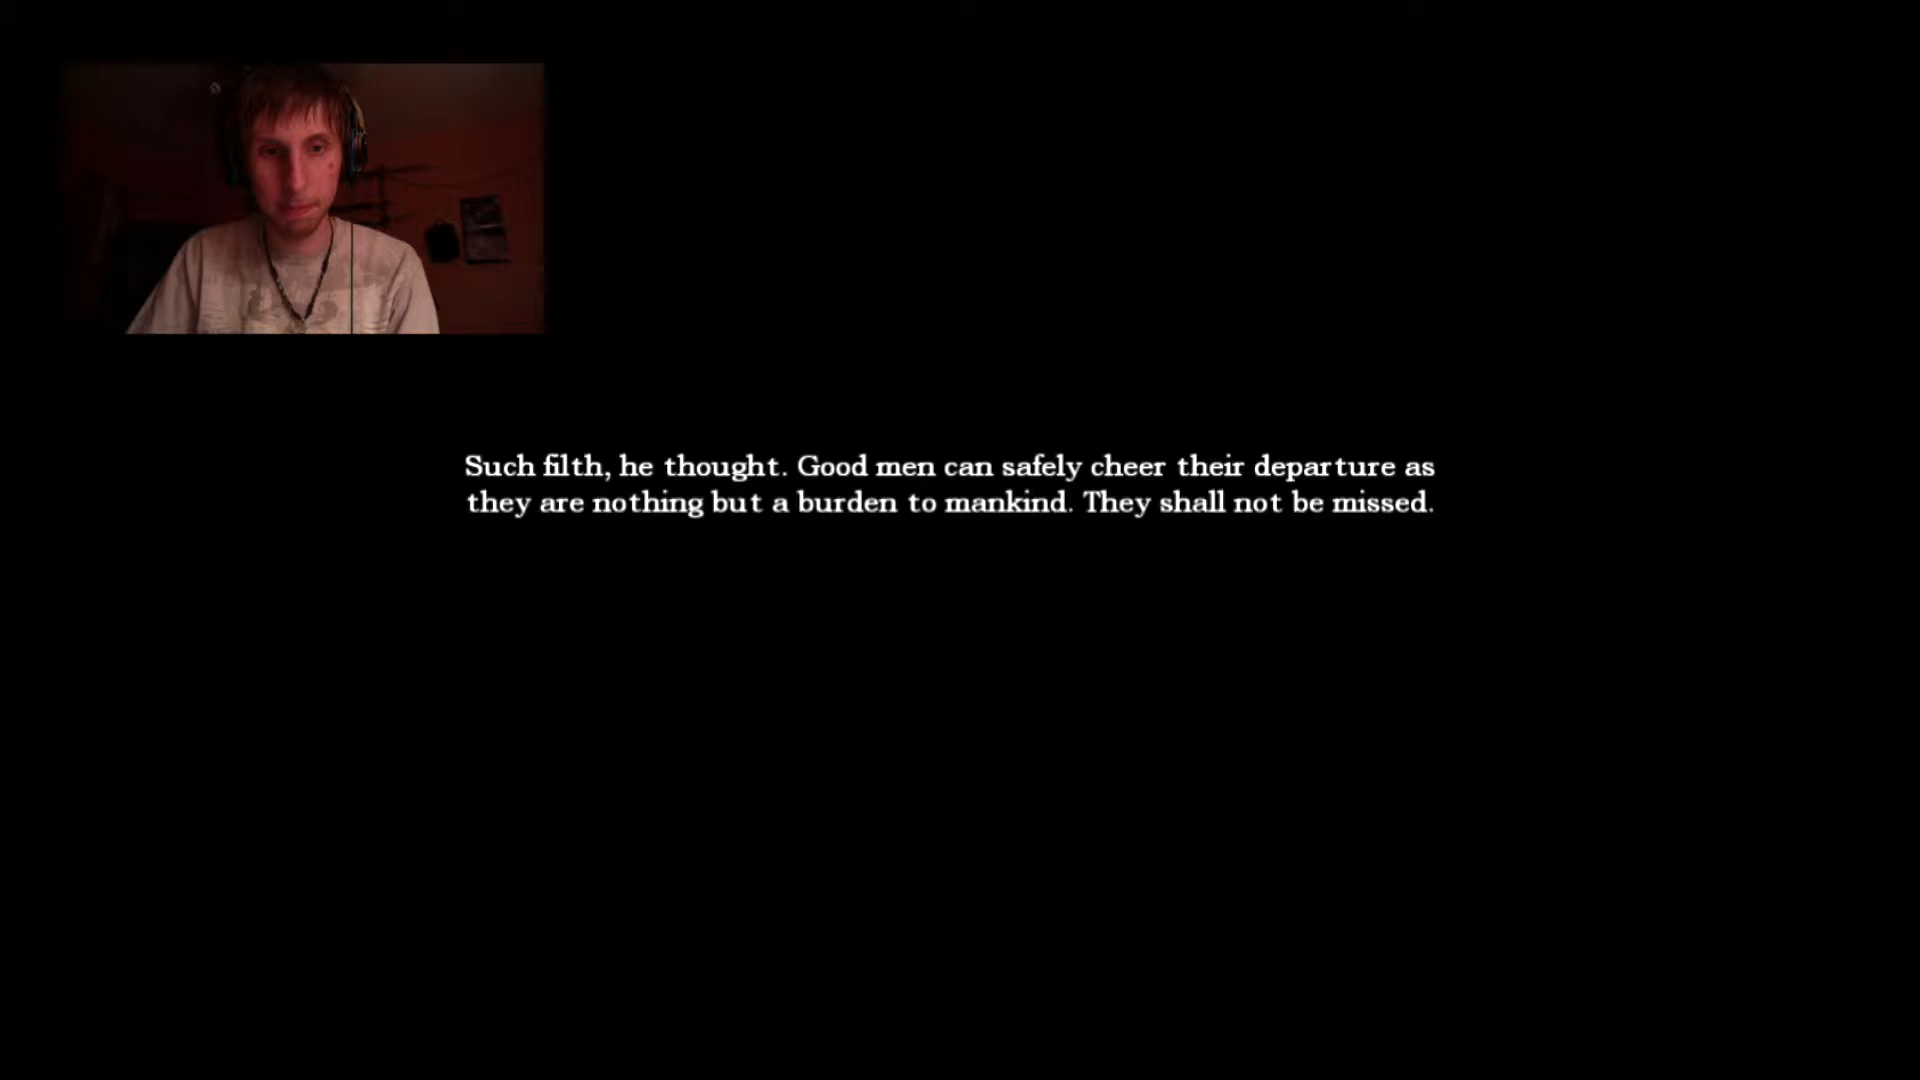 Such filth, he thought. Good men can safely cheer their departure as
they are nothing but a burden to mankind. They shall not be missed.